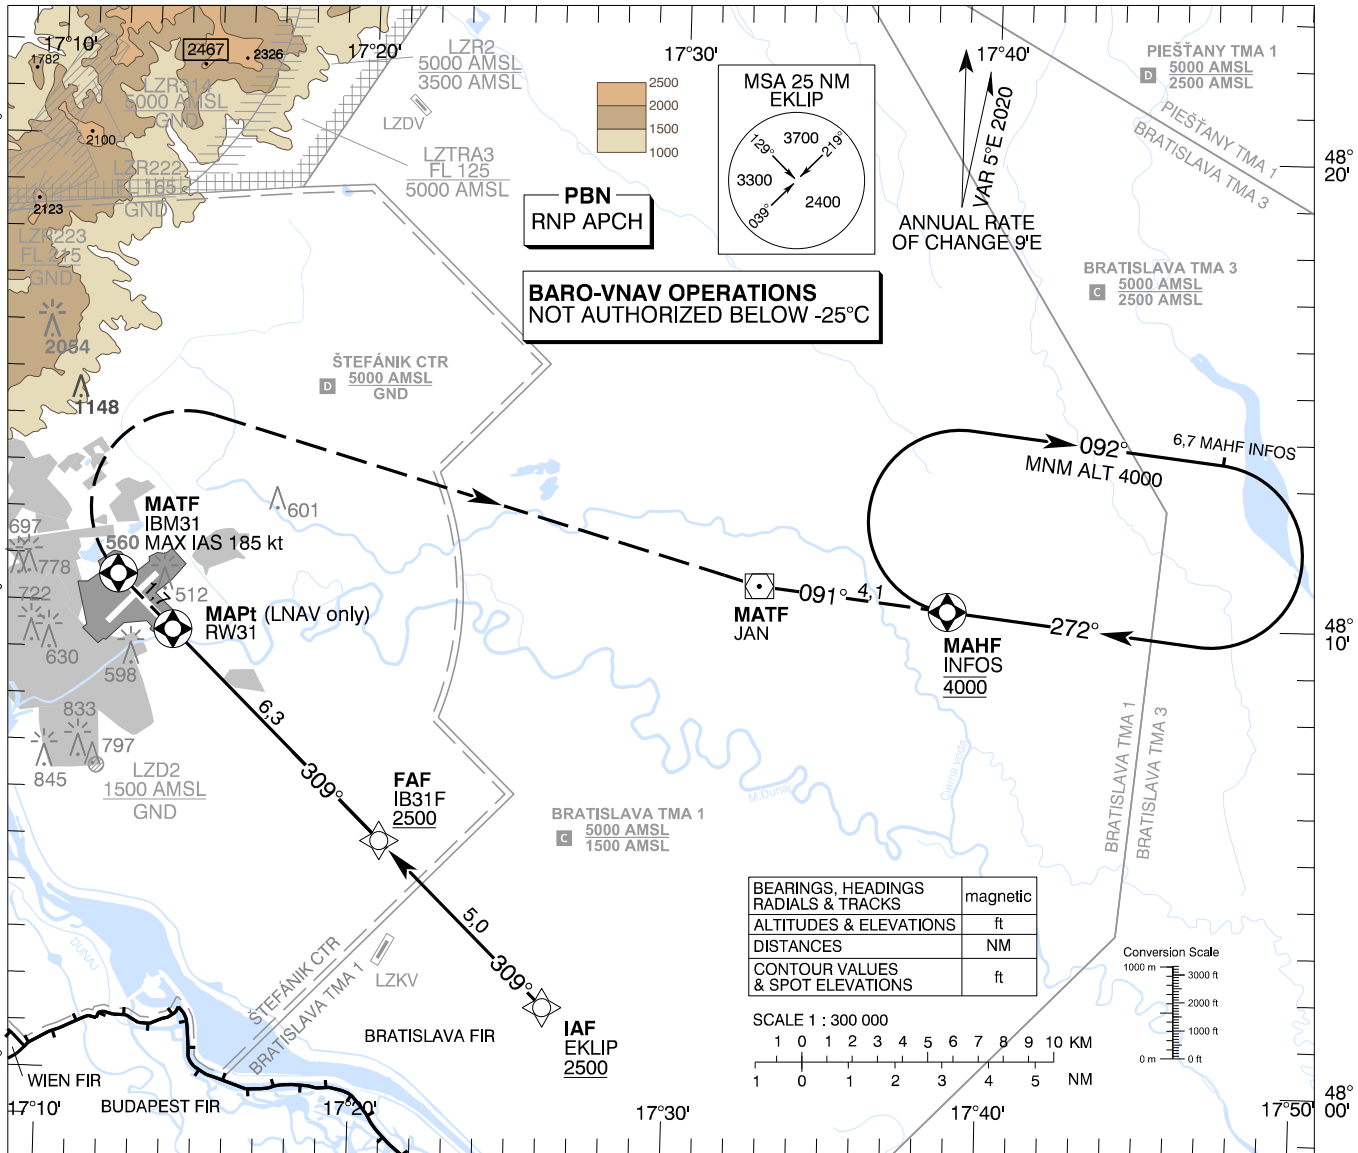 17°10'
17°20'
17°30'
17°40'
1782
2467
2326
LZR314
5000 AMSL
GND
2100
LZR222
FL 165
GND
2123
LZR223
FL 215
GND
2054
1148
LZR2
5000 AMSL
3500 AMSL
LZDV
LZTRA3
FL 125
5000 AMSL
2500
2000
1500
1000
MSA 25 NM
EKLIP
129°
3700
219°
3300
2400
039°
VAR 5°E 2020
ANNUAL RATE
OF CHANGE 9'E
PIEŠŤANY TMA 1
D
5000 AMSL
2500 AMSL
PIEŠŤANY TMA 1
BRATISLAVA TMA 3
48°
20'
PBN
RNP APCH
BARO-VNAV OPERATIONS
NOT AUTHORIZED BELOW -25°C
BRATISLAVA TMA 3
C
5000 AMSL
2500 AMSL
ŠTEFÁNIK CTR
D
5000 AMSL
GND
092°
6,7 MAHF INFOS
MNM ALT 4000
MATF
IBM31
MAX IAS 185 kt
560
601
697
778
722
630
512
598
1,2
MAPt (LNAV only)
RW31
833
797
845
LZD2
1500 AMSL
GND
091°
4,1
MATF
JAN
272°
MAHF
INFOS
4000
48°
10'
6,3
309°
FAF
IB31F
2500
BRATISLAVA TMA 1
C
5000 AMSL
1500 AMSL
M.Dunaj
Čierna voda
BRATISLAVA TMA 1
BRATISLAVA TMA 3
5,0
309°
IAF
EKLIP
2500
LZKV
ŠTEFÁNIK CTR
BRATISLAVA TMA 1
DUNAJ
BRATISLAVA FIR
WIEN FIR
BUDAPEST FIR
BEARINGS, HEADINGS
RADIALS & TRACKS
magnetic
ALTITUDES & ELEVATIONS
ft
DISTANCES
NM
CONTOUR VALUES
& SPOT ELEVATIONS
ft
SCALE 1 : 300 000
1 0 1 2 3 4 5 6 7 8 9 10 KM
1 0 1 2 3 4 5 NM
Conversion Scale
1000 m
3000 ft
2000 ft
1000 ft
0 m
0 ft
48°
00'
17°10'
17°20'
17°30'
17°40'
17°50'